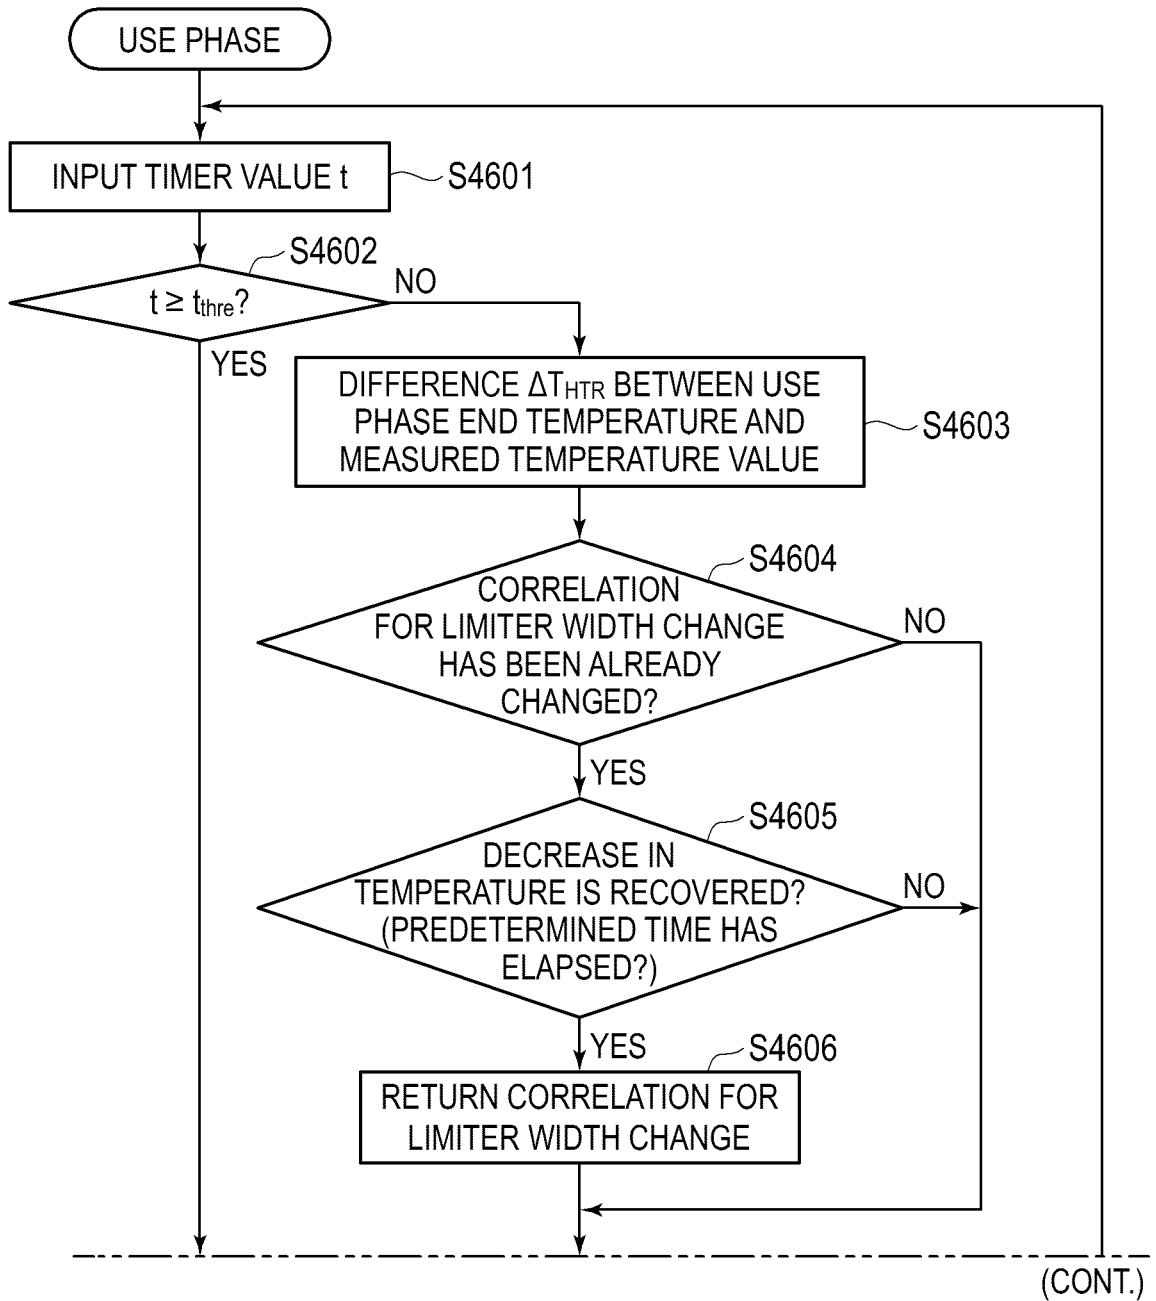 USE PHASE
INPUT TIMER VALUE t
S4601
S4602
t ≥ tthre?
NO
YES
DIFFERENCE ΔTHTR BETWEEN USE
PHASE END TEMPERATURE AND
MEASURED TEMPERATURE VALUE
S4603
S4604
CORRELATION
FOR LIMITER WIDTH CHANGE
HAS BEEN ALREADY
CHANGED?
NO
YES
S4605
DECREASE IN
TEMPERATURE IS RECOVERED?
(PREDETERMINED TIME HAS
ELAPSED?)
NO
YES
S4606
RETURN CORRELATION FOR
LIMITER WIDTH CHANGE
(CONT.)